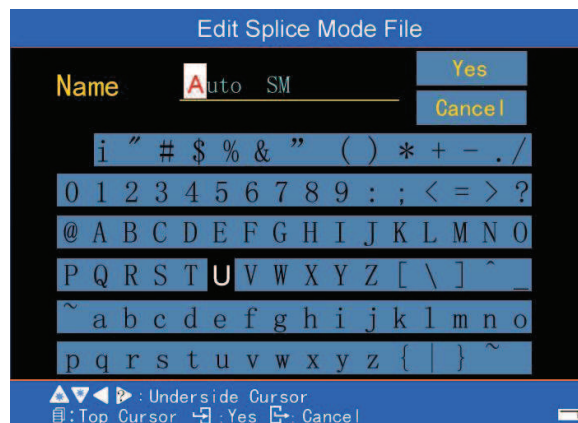 Edit Splice Mode File
Name
Auto SM
Yes
Cancel
i " # $ % & " ( ) * + - . /
0 1 2 3 4 5 6 7 8 9 : ; < = > ?
@ A B C D E F G H I J K L M N O
P Q R S T U V W X Y Z [ \ ] ^ _
~ a b c d e f g h i j k l m n o
p q r s t u v w x y z { | } ~
: Underside Cursor
: Top Cursor : Yes : Cancel